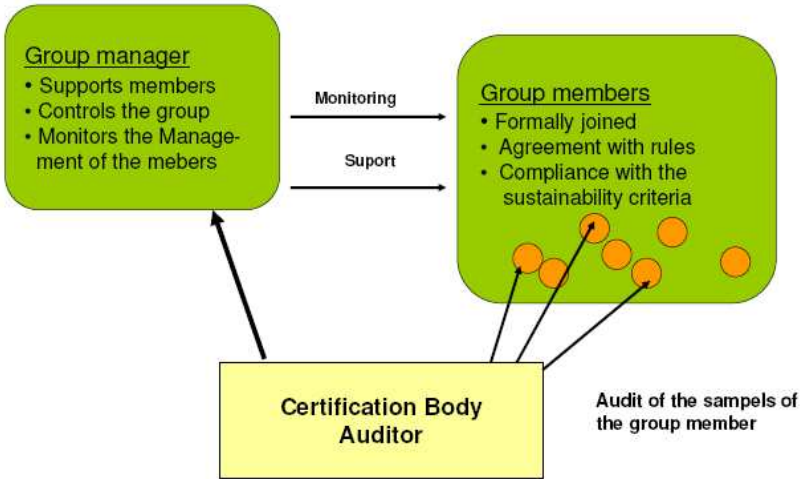 Group manager
• Supports members
• Controls the group
• Monitors the Manage-
ment of the mebers
Monitoring
Suport
Group members
• Formally joined
• Agreement with rules
• Compliance with the
sustainability criteria
Certification Body
Auditor
Audit of the sampels of
the group member